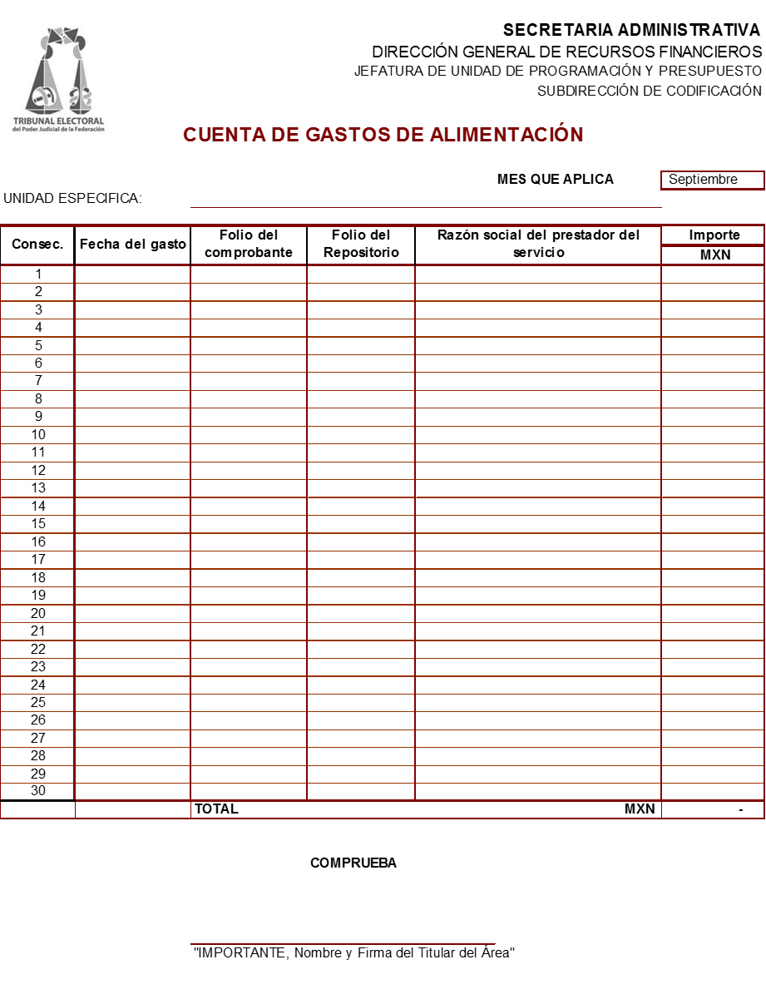 SECRETARIA ADMINISTRATIVA
DIRECCIÓN GENERAL DE RECURSOS FINANCIEROS
JEFATURA DE UNIDAD DE PROGRAMACIÓN Y PRESUPUESTO
SUBDIRECCIÓN DE CODIFICACIÓN
TRIBUNAL ELECTORAL
del Poder Judicial de la Federación
CUENTA DE GASTOS DE ALIMENTACIÓN
MES QUE APLICA Septiembre
UNIDAD ESPECIFICA:
Consec. Fecha del gasto Folio del comprobante Folio del Repositorio Razón social del prestador del servicio Importe MXN
1
2
3
4
5
6
7
8
9
10
11
12
13
14
15
16
17
18
19
20
21
22
23
24
25
26
27
28
29
30
TOTAL MXN -
COMPRUEBA
"IMPORTANTE, Nombre y Firma del Titular del Área"